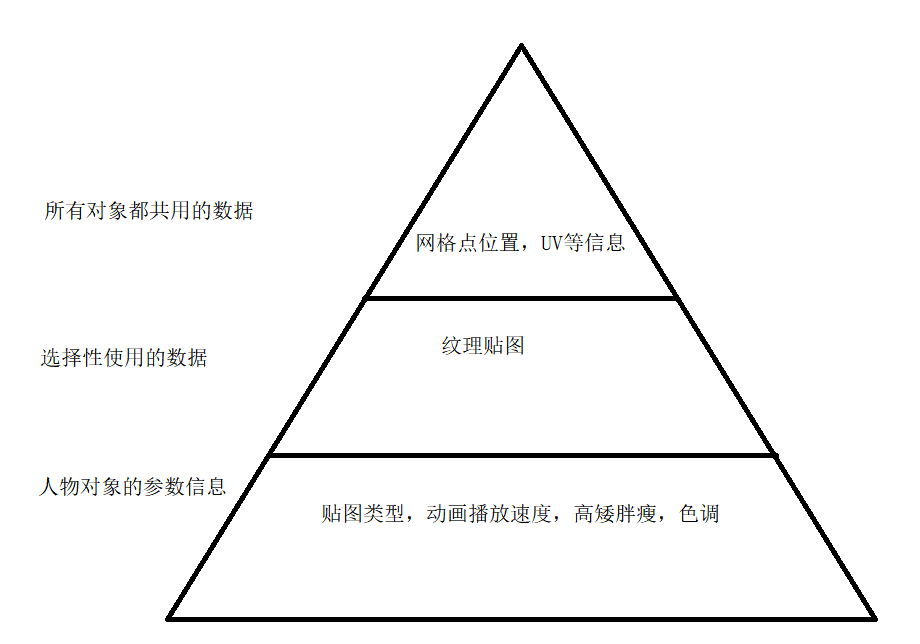 所有对象都共用的数据
网格点位置，UV等信息
选择性使用的数据
纹理贴图
人物对象的参数信息
贴图类型，动画播放速度，高矮胖瘦，色调